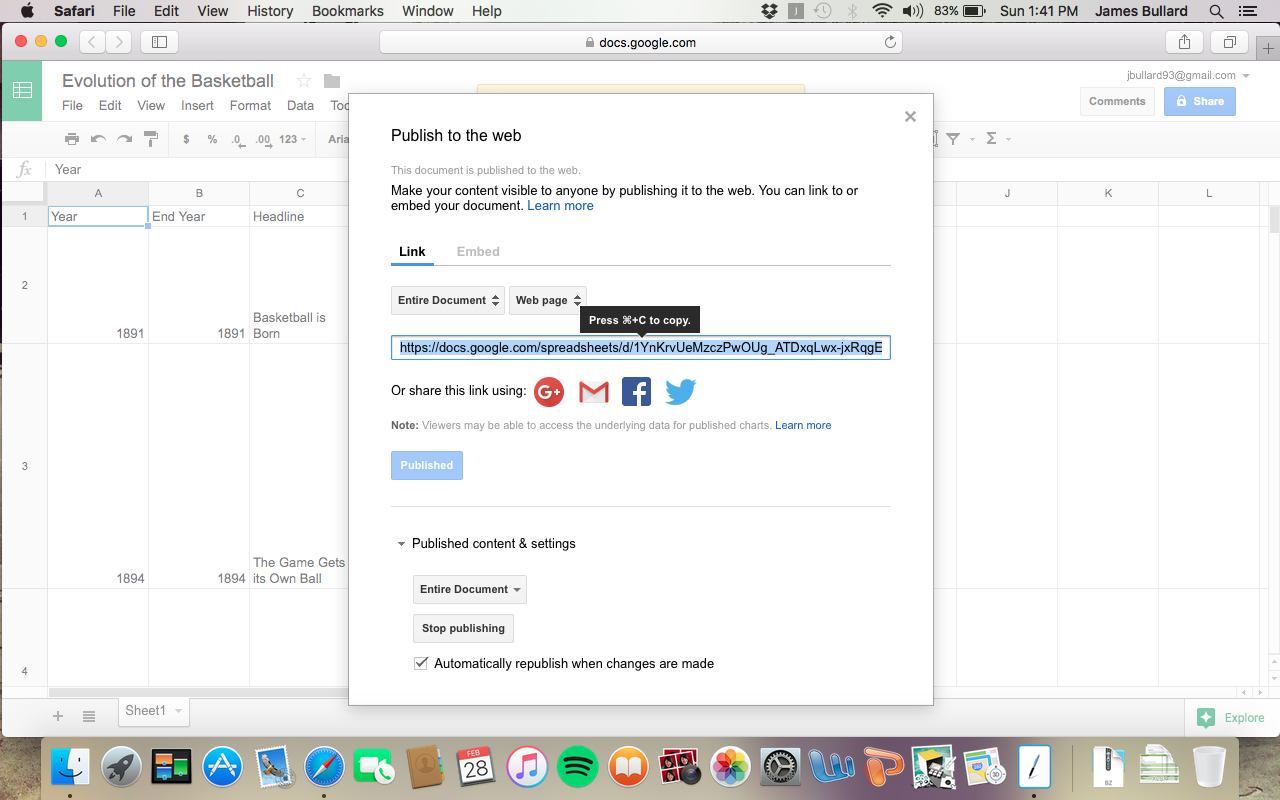 Safari File Edit View History Bookmarks Window Help 83% Sun 1:41 PM James Bullard
docs.google.com
Evolution of the Basketball
jbullard93@gmail.com
File Edit View Insert Format Data
Comments Share
$ % .0 .00 123
fx Year
A B C J K L
1 Year End Year Headline
2 1891 1891 Basketball is
Born
3 1894 1894 The Game Gets
its Own Ball
4
Publish to the web
This document is published to the web.
Make your content visible to anyone by publishing it to the web. You can link to or
embed your document. Learn more
Link Embed
Entire Document Web page
Press ⌘+C to copy.
https://docs.google.com/spreadsheets/d/1YnKrvUeMzczPwOUg_ATDxqLwx-jxRqgE
Or share this link using: G+ f
Note: Viewers may be able to access the underlying data for published charts. Learn more
Published
Published content & settings
Entire Document
Stop publishing
Automatically republish when changes are made
Sheet1
Explore
FEB
28